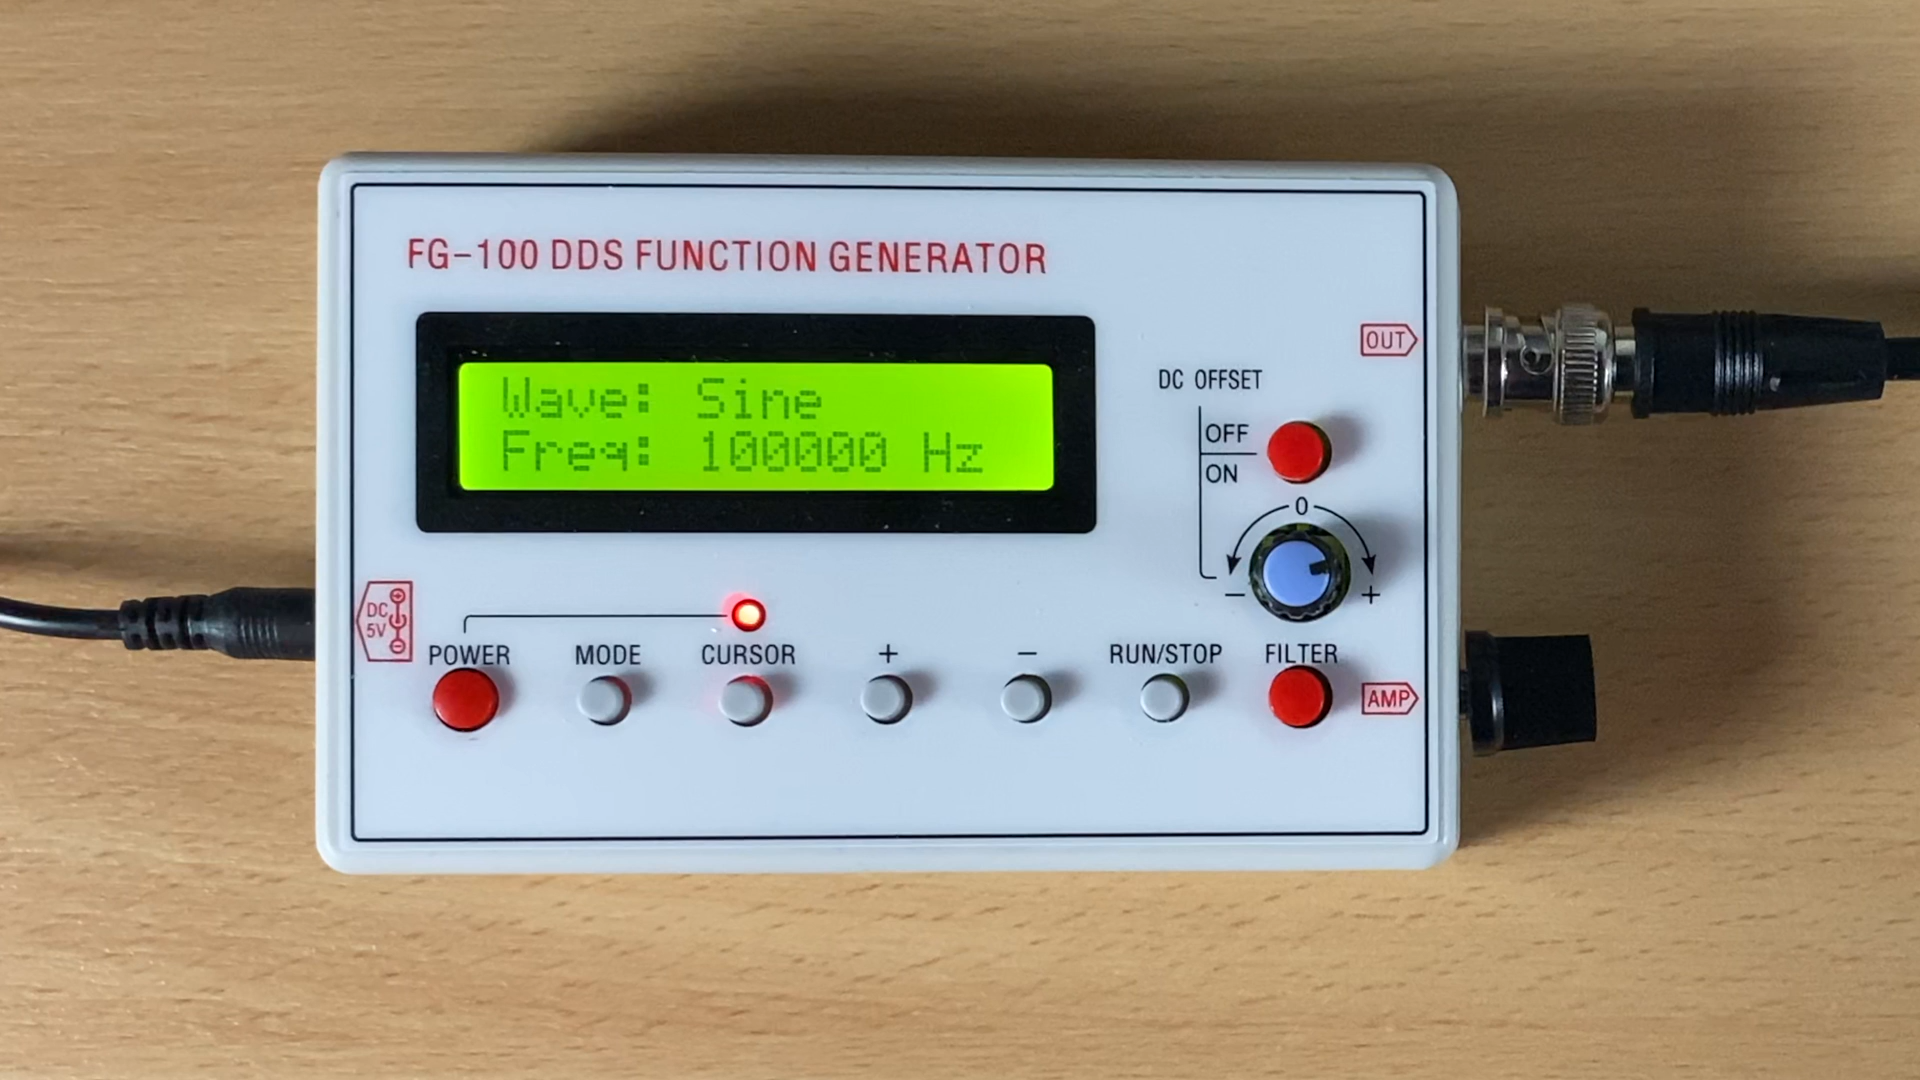 FG-100 DDS FUNCTION GENERATOR
Wave: Sine
Freq: 100000 Hz
OUT
DC OFFSET
OFF
ON
0
- +
DC
5V
POWER MODE CURSOR + - RUN/STOP FILTER
AMP